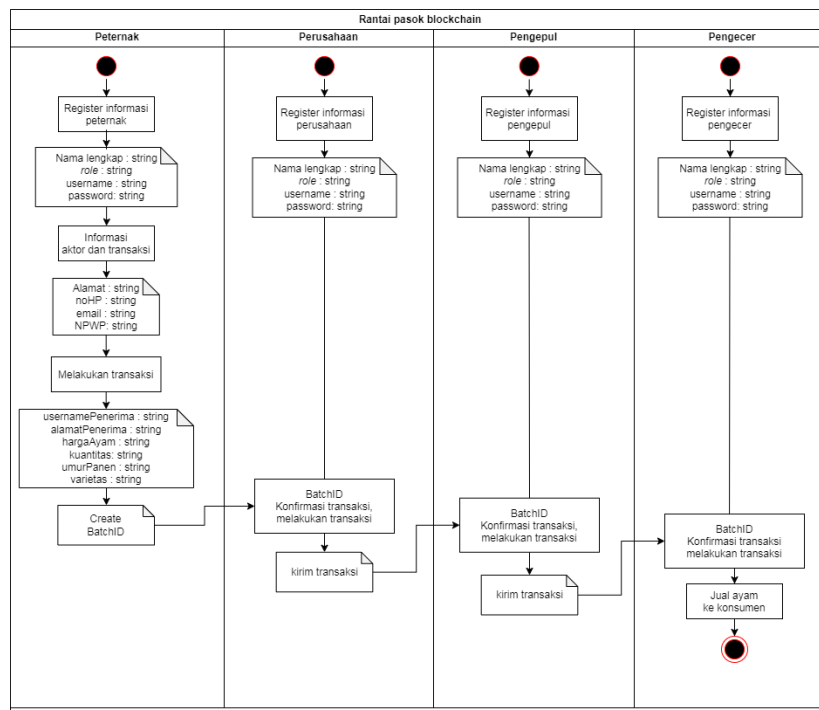 Rantai pasok blockchain
Peternak
Perusahaan
Pengepul
Pengecer
Register informasi
peternak
Nama lengkap : string
role : string
username : string
password: string
Informasi
aktor dan transaksi
Alamat : string
noHP : string
email : string
NPWP: string
Melakukan transaksi
usernamePenerima : string
alamatPenerima : string
hargaAyam : string
kuantitas: string
umurPanen : string
varietas : string
Create
BatchID
Register informasi
perusahaan
Nama lengkap : string
role : string
username : string
password: string
BatchID
Konfirmasi transaksi,
melakukan transaksi
kirim transaksi
Register informasi
pengepul
Nama lengkap : string
role : string
username : string
password: string
BatchID
Konfirmasi transaksi,
melakukan transaksi
kirim transaksi
Register informasi
pengecer
Nama lengkap : string
role : string
username : string
password: string
BatchID
Konfirmasi transaksi
melakukan transaksi
Jual ayam
ke konsumen